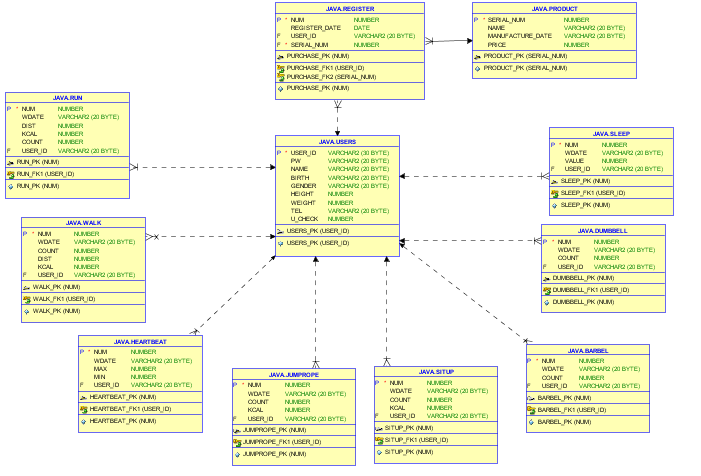 JAVA.REGISTER
P * NUM NUMBER
REGISTER_DATE DATE
F USER_ID VARCHAR2 (20 BYTE)
F * SERIAL_NUM NUMBER
PURCHASE_PK (NUM)
PURCHASE_FK1 (USER_ID)
PURCHASE_FK2 (SERIAL_NUM)
PURCHASE_PK (NUM)
JAVA.PRODUCT
P * SERIAL_NUM NUMBER
NAME VARCHAR2 (20 BYTE)
MANUFACTURE_DATE VARCHAR2 (20 BYTE)
PRICE NUMBER
PRODUCT_PK (SERIAL_NUM)
PRODUCT_PK (SERIAL_NUM)
JAVA.RUN
P * NUM NUMBER
WDATE VARCHAR2 (20 BYTE)
DIST NUMBER
KCAL NUMBER
COUNT NUMBER
F USER_ID VARCHAR2 (20 BYTE)
RUN_PK (NUM)
RUN_FK1 (USER_ID)
RUN_PK (NUM)
JAVA.USERS
P * USER_ID VARCHAR2 (30 BYTE)
PW VARCHAR2 (20 BYTE)
NAME VARCHAR2 (20 BYTE)
BIRTH VARCHAR2 (20 BYTE)
GENDER VARCHAR2 (20 BYTE)
HEIGHT NUMBER
WEIGHT NUMBER
TEL VARCHAR2 (20 BYTE)
U_CHECK NUMBER
USERS_PK (USER_ID)
USERS_PK (USER_ID)
JAVA.SLEEP
P * NUM NUMBER
WDATE VARCHAR2 (20 BYTE)
VALUE NUMBER
F USER_ID VARCHAR2 (20 BYTE)
SLEEP_PK (NUM)
SLEEP_FK1 (USER_ID)
SLEEP_PK (NUM)
JAVA.WALK
P * NUM NUMBER
WDATE VARCHAR2 (20 BYTE)
COUNT NUMBER
DIST NUMBER
KCAL NUMBER
F USER_ID VARCHAR2 (20 BYTE)
WALK_PK (NUM)
WALK_FK1 (USER_ID)
WALK_PK (NUM)
JAVA.DUMBBELL
P * NUM NUMBER
WDATE VARCHAR2 (20 BYTE)
COUNT NUMBER
F USER_ID VARCHAR2 (20 BYTE)
DUMBBELL_PK (NUM)
DUMBBELL_FK1 (USER_ID)
DUMBBELL_PK (NUM)
JAVA.HEARTBEAT
P * NUM NUMBER
WDATE VARCHAR2 (20 BYTE)
MAX NUMBER
MIN NUMBER
F USER_ID VARCHAR2 (20 BYTE)
HEARTBEAT_PK (NUM)
HEARTBEAT_FK1 (USER_ID)
HEARTBEAT_PK (NUM)
JAVA.JUMPROPE
P * NUM NUMBER
WDATE VARCHAR2 (20 BYTE)
COUNT NUMBER
KCAL NUMBER
F USER_ID VARCHAR2 (20 BYTE)
JUMPROPE_PK (NUM)
JUMPROPE_FK1 (USER_ID)
JUMPROPE_PK (NUM)
JAVA.SITUP
P * NUM NUMBER
WDATE VARCHAR2 (20 BYTE)
COUNT NUMBER
KCAL NUMBER
F USER_ID VARCHAR2 (20 BYTE)
SITUP_PK (NUM)
SITUP_FK1 (USER_ID)
SITUP_PK (NUM)
JAVA.BARBEL
P * NUM NUMBER
WDATE VARCHAR2 (20 BYTE)
COUNT NUMBER
F USER_ID VARCHAR2 (20 BYTE)
BARBEL_PK (NUM)
BARBEL_FK1 (USER_ID)
BARBEL_PK (NUM)